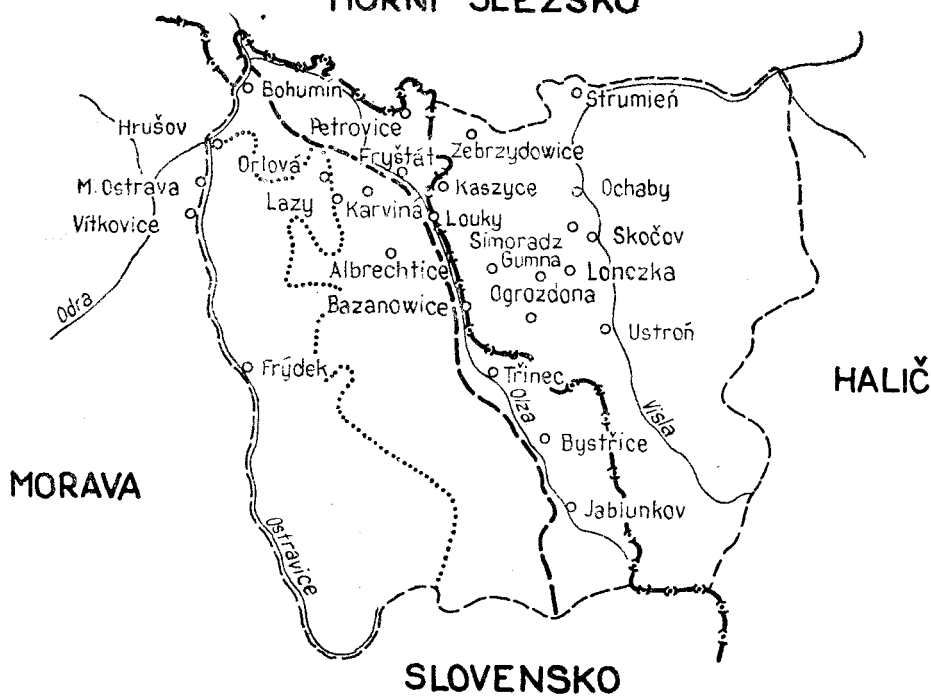 HORNÍ SLEZSKO
Bohumín
Strumień
Hrušov
Petrovice
Zebrzydowice
Orlová
Fryštát
M. Ostrava
Kaszyce
Ochaby
Lazy
Karviná
Vítkovice
Louky
Simoradz
Skočov
Gumna
Albrechtice
Lonczka
Ogrozdona
Bazanowice
Odra
Ustroń
Frýdek
Třinec
HALIČ
Olza
Visla
Bystřice
MORAVA
Jablunkov
Ostravice
SLOVENSKO